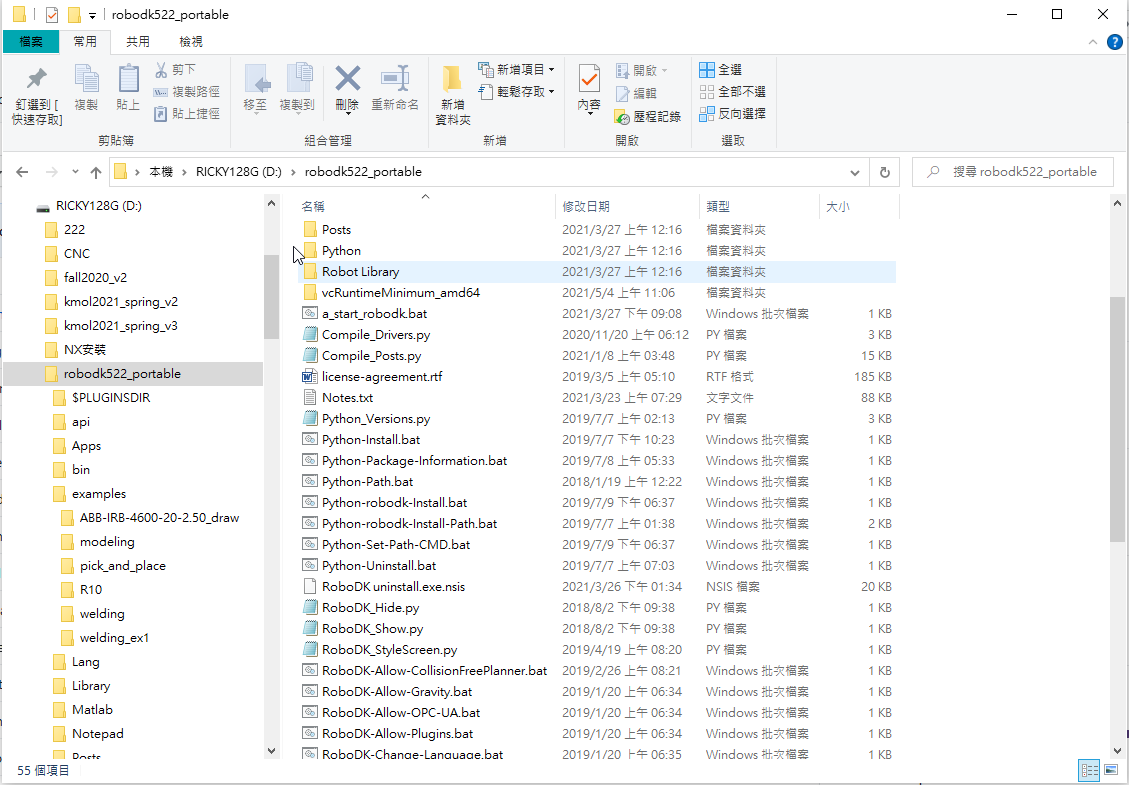 robodk522_portable
檔案 常用 共用 檢視
釘選到 [
快速存取]
複製
貼上
剪下
複製路徑
貼上捷徑
剪貼簿
移至
複製到
刪除
重新命名
組合管理
新增
資料夾
新增項目
輕鬆存取
新增
內容
開啟
編輯
歷程記錄
開啟
全選
全部不選
反向選擇
選取
本機 › RICKY128G (D:) › robodk522_portable
搜尋 robodk522_portable
RICKY128G (D:)
222
CNC
fall2020_v2
kmol2021_spring_v2
kmol2021_spring_v3
NX安裝
robodk522_portable
$PLUGINSDIR
api
Apps
bin
examples
ABB-IRB-4600-20-2.50_draw
modeling
pick_and_place
R10
welding
welding_ex1
Lang
Library
Matlab
Notepad
Posts
名稱 修改日期 類型 大小
Posts 2021/3/27 上午 12:16 檔案資料夾
Python 2021/3/27 上午 12:16 檔案資料夾
Robot Library 2021/3/27 上午 12:16 檔案資料夾
vcRuntimeMinimum_amd64 2021/5/4 上午 11:06 檔案資料夾
a_start_robodk.bat 2021/3/27 下午 09:08 Windows 批次檔案 1 KB
Compile_Drivers.py 2020/11/20 上午 06:12 PY 檔案 3 KB
Compile_Posts.py 2021/1/8 上午 03:48 PY 檔案 15 KB
license-agreement.rtf 2019/3/5 上午 05:10 RTF 格式 185 KB
Notes.txt 2021/3/23 上午 07:29 文字文件 88 KB
Python_Versions.py 2019/7/7 上午 02:13 PY 檔案 3 KB
Python-Install.bat 2019/7/7 下午 10:23 Windows 批次檔案 1 KB
Python-Package-Information.bat 2019/7/8 上午 05:33 Windows 批次檔案 1 KB
Python-Path.bat 2018/1/19 上午 12:22 Windows 批次檔案 1 KB
Python-robodk-Install.bat 2019/7/9 下午 06:37 Windows 批次檔案 1 KB
Python-robodk-Install-Path.bat 2019/7/7 上午 01:38 Windows 批次檔案 2 KB
Python-Set-Path-CMD.bat 2019/7/9 下午 06:37 Windows 批次檔案 1 KB
Python-Uninstall.bat 2019/7/7 上午 07:03 Windows 批次檔案 1 KB
RoboDK uninstall.exe.nsis 2021/3/26 下午 01:34 NSIS 檔案 20 KB
RoboDK_Hide.py 2018/8/2 下午 09:38 PY 檔案 1 KB
RoboDK_Show.py 2018/8/2 下午 09:38 PY 檔案 1 KB
RoboDK_StyleScreen.py 2019/4/19 上午 08:20 PY 檔案 1 KB
RoboDK-Allow-CollisionFreePlanner.bat 2019/2/26 上午 08:21 Windows 批次檔案 1 KB
RoboDK-Allow-Gravity.bat 2019/1/20 上午 06:34 Windows 批次檔案 1 KB
RoboDK-Allow-OPC-UA.bat 2019/1/20 上午 06:34 Windows 批次檔案 1 KB
RoboDK-Allow-Plugins.bat 2019/1/20 上午 06:34 Windows 批次檔案 1 KB
RoboDK-Change-Language.bat 2019/1/20 上午 06:35 Windows 批次檔案 1 KB
55 個項目